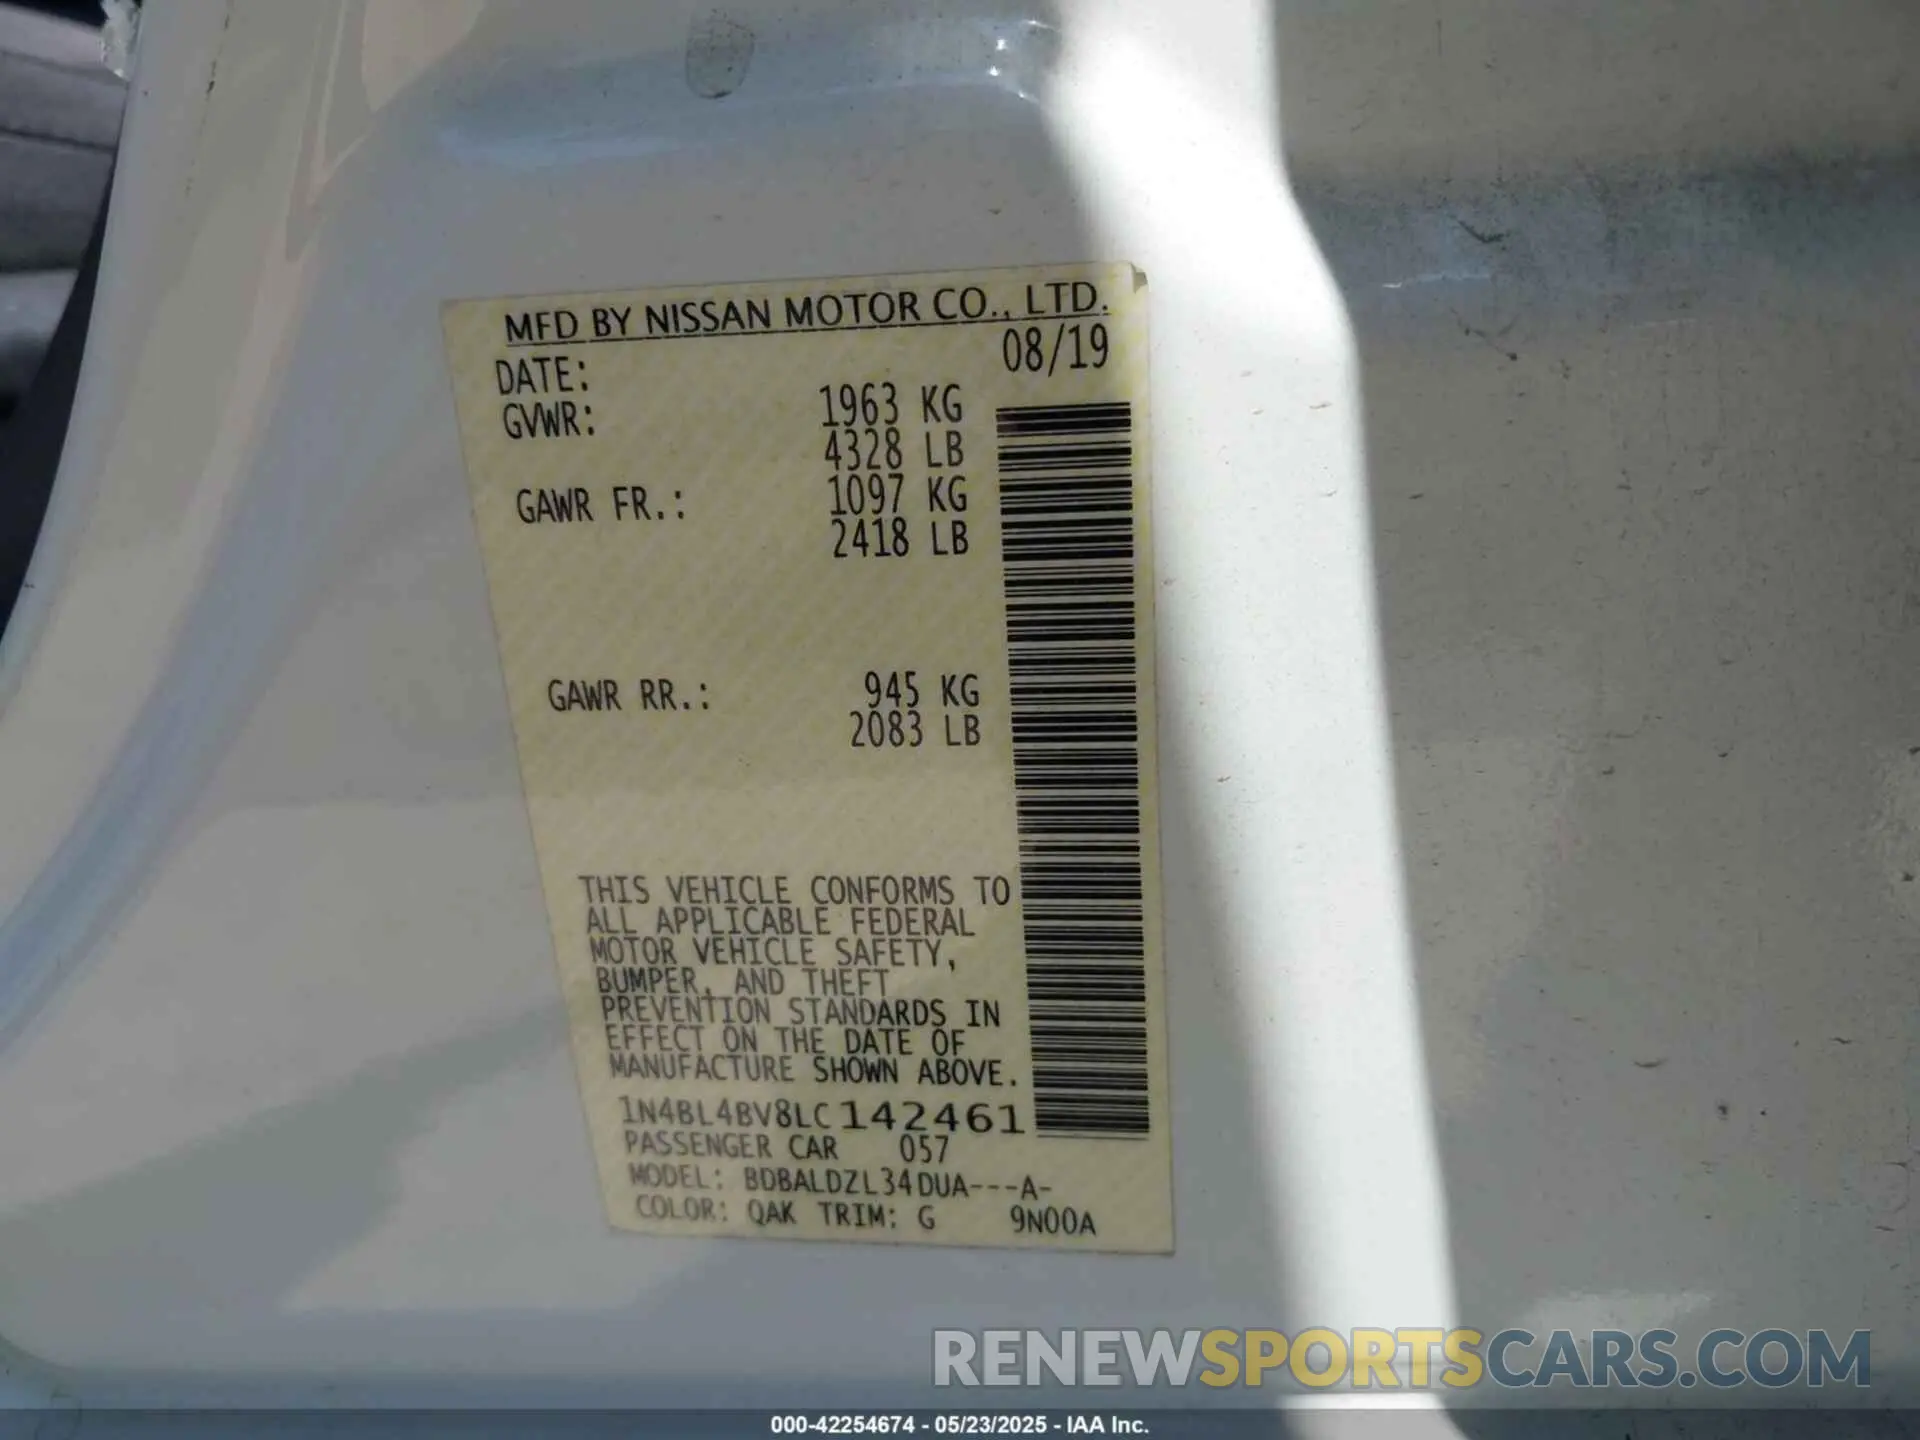 MFD BY NISSAN MOTOR CO., LTD.
DATE: 08/19
GVWR: 1963 KG
4328 LB
GAWR FR.: 1097 KG
2418 LB
GAWR RR.: 945 KG
2083 LB
THIS VEHICLE CONFORMS TO
ALL APPLICABLE FEDERAL
MOTOR VEHICLE SAFETY,
BUMPER, AND THEFT
PREVENTION STANDARDS IN
EFFECT ON THE DATE OF
MANUFACTURE SHOWN ABOVE.
1N4BL4BV8LC142461
PASSENGER CAR 057
MODEL: BDBALDZL34DUA---A-
COLOR: QAK TRIM: G 9N00A
RENEWSPORTSCARS.COM
000-42254674 - 05/23/2025 - IAA Inc.